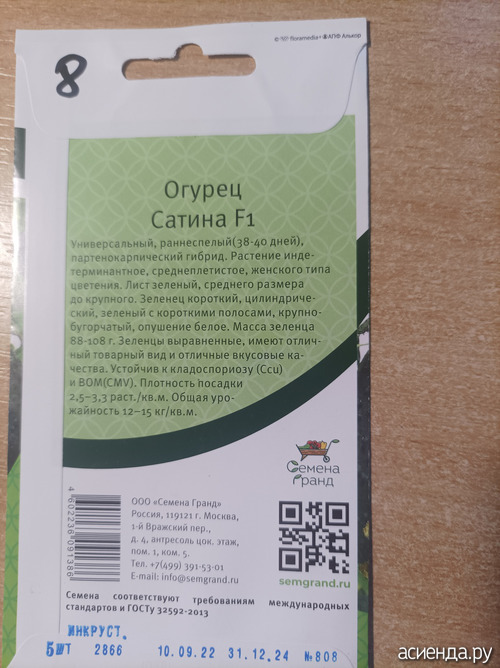 © floramedia® АПФ Алькор
8
Огурец
Сатина F1
Универсальный, раннеспелый(38-40 дней),
партенокарпический гибрид. Растение инде-
терминантное, среднеплетистое, женского типа
цветения. Лист зеленый, среднего размера
до крупного. Зеленец короткий, цилиндриче-
ский, зеленый с короткими полосами, крупно-
бугорчатый, опушение белое. Масса зеленца
88-108 г. Зеленцы выравненные, имеют отлич-
ный товарный вид и отличные вкусовые ка-
чества. Устойчив к кладоспориозу (Ccu)
и ВОМ(CMV). Плотность посадки
2,5–3,3 раст./кв.м. Общая уро-
жайность 12–15 кг/кв.м.
Семена
Гранд
4602236091386
ООО «Семена Гранд»
Россия, 119121 г. Москва,
1-й Вражский пер.,
д. 4, антресоль цок. этаж,
пом. 1, ком. 5.
Тел. +7(499) 391-53-01
E-mail: info@semgrand.ru
semgrand.ru
Семена соответствуют требованиям международных
стандартов и ГОСТу 32592-2013
ИНКРУСТ.
5ШТ 2866 10.09.22 31.12.24 №808
асиенда.ру